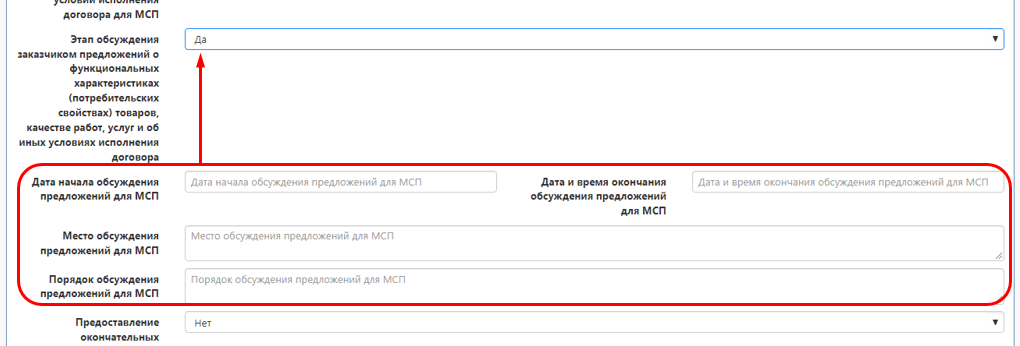 условий исполнения
договора для МСП
Этап обсуждения
заказчиком предложений о
функциональных
характеристиках
(потребительских
свойствах) товаров,
качестве работ, услуг и об
иных условиях исполнения
договора
Да
Дата начала обсуждения
предложений для МСП
Дата начала обсуждения предложений для МСП
Дата и время окончания
обсуждения предложений
для МСП
Дата и время окончания обсуждения предложений для МСП
Место обсуждения
предложений для МСП
Место обсуждения предложений для МСП
Порядок обсуждения
предложений для МСП
Порядок обсуждения предложений для МСП
Предоставление
окончательных
Нет